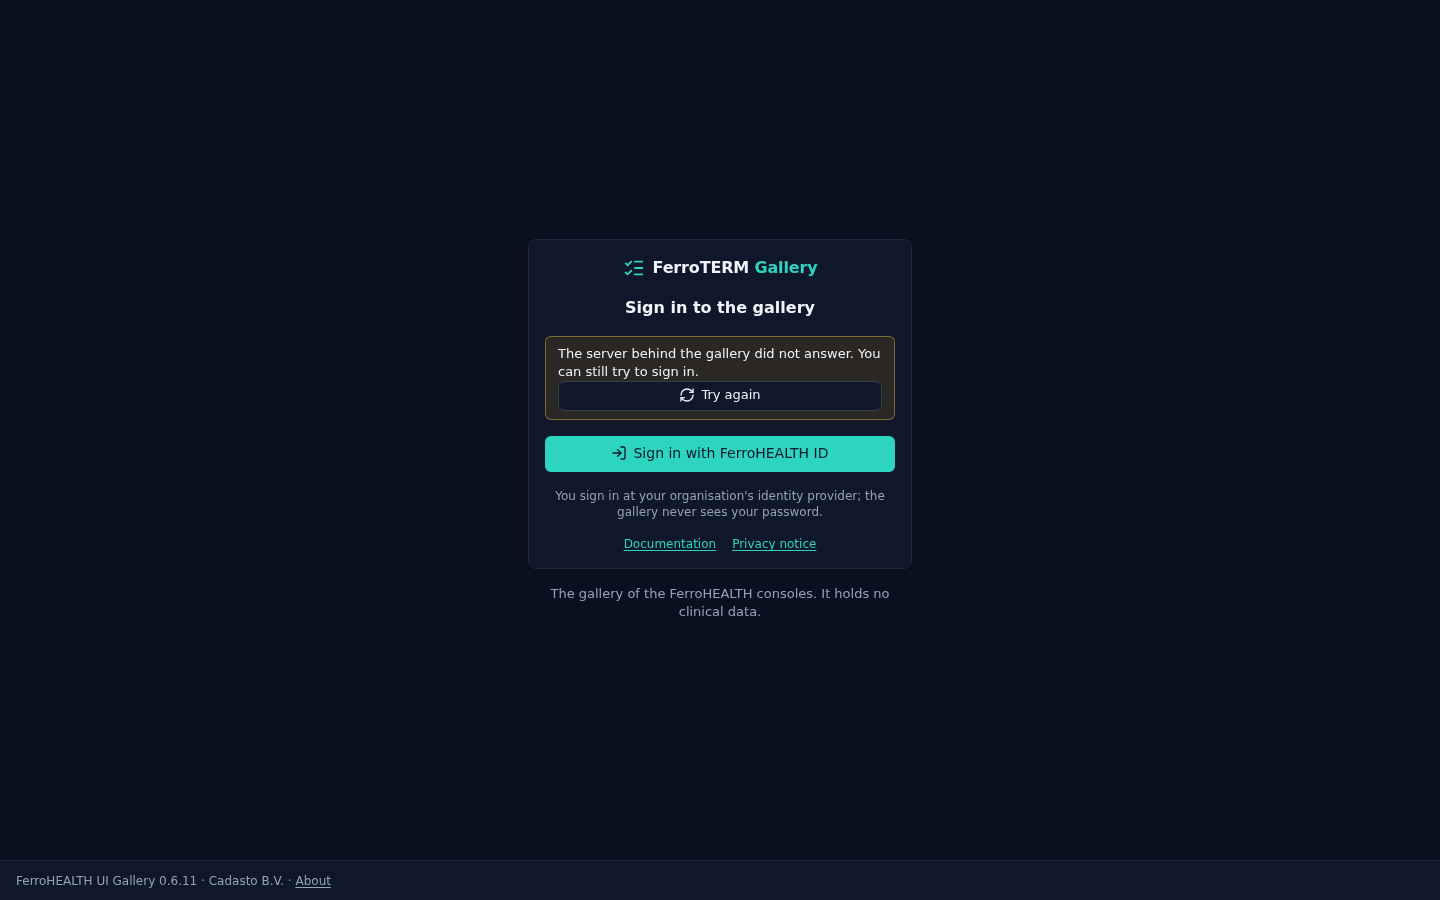 FerroTERM Gallery
Sign in to the gallery
The server behind the gallery did not answer. You
can still try to sign in.
Try again
Sign in with FerroHEALTH ID
You sign in at your organisation's identity provider; the
gallery never sees your password.
Documentation Privacy notice
The gallery of the FerroHEALTH consoles. It holds no
clinical data.
FerroHEALTH UI Gallery 0.6.11 · Cadasto B.V. · About